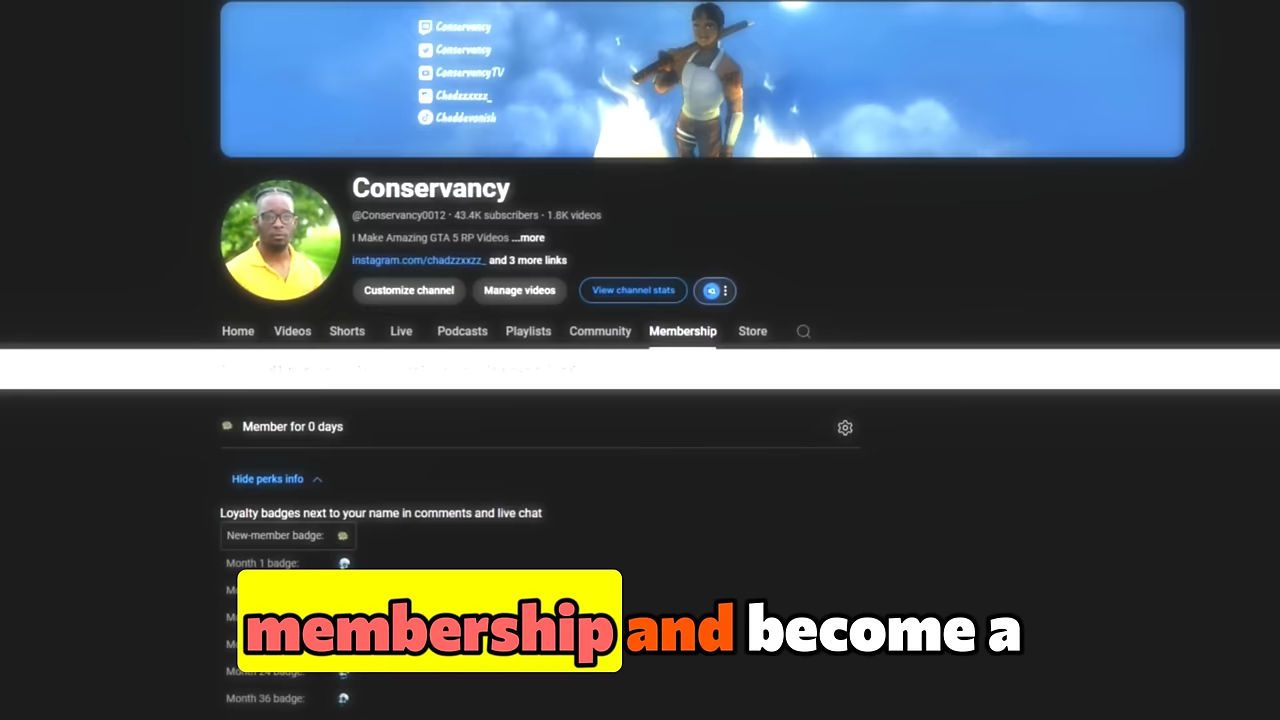 Conservancy
Conservancy
ConservancyTV
Chadzzxxzz_
Chaddevonish
Conservancy
@Conservancy0012 · 43.4K subscribers · 1.8K videos
I Make Amazing GTA 5 RP Videos ...more
instagram.com/chadzzxxzz_ and 3 more links
Customize channel
Manage videos
View channel stats
Home Videos Shorts Live Podcasts Playlists Community Membership Store
Member for 0 days
Hide perks info
Loyalty badges next to your name in comments and live chat
New-member badge:
Month 1 badge:
membership and become a
Month 24 badge:
Month 36 badge: